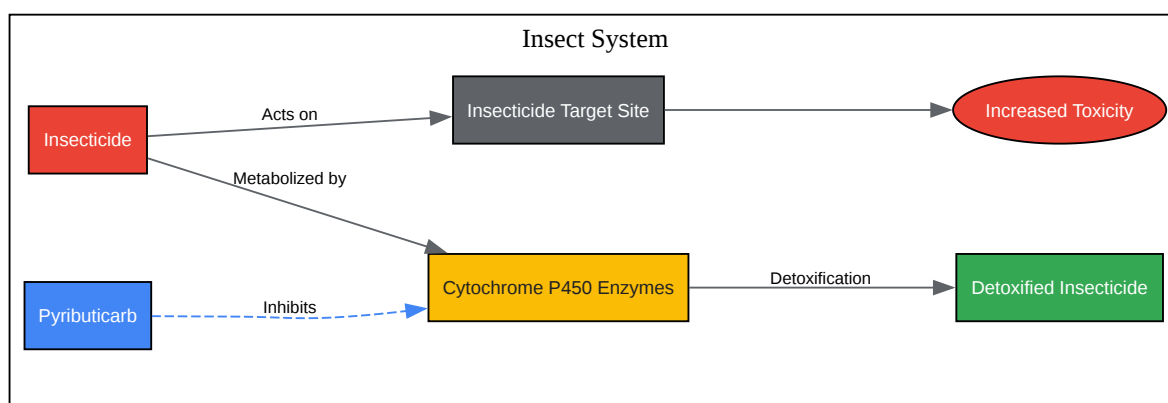 Insect System
Insecticide
Acts on
Insecticide Target Site
Increased Toxicity
Metabolized by
Pyributicarb
Inhibits
Cytochrome P450 Enzymes
Detoxification
Detoxified Insecticide